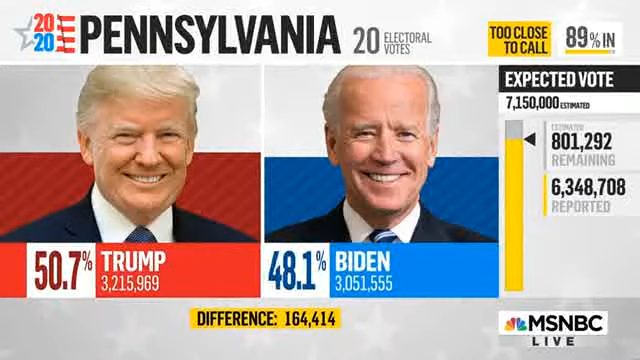 20
20
PENNSYLVANIA
20 ELECTORAL
VOTES
TOO CLOSE
TO CALL
89% IN
EXPECTED VOTE
7,150,000 ESTIMATED
ESTIMATED
801,292
REMAINING
6,348,708
REPORTED
50.7%
TRUMP
3,215,969
48.1%
BIDEN
3,051,555
DIFFERENCE: 164,414
MSNBC
LIVE